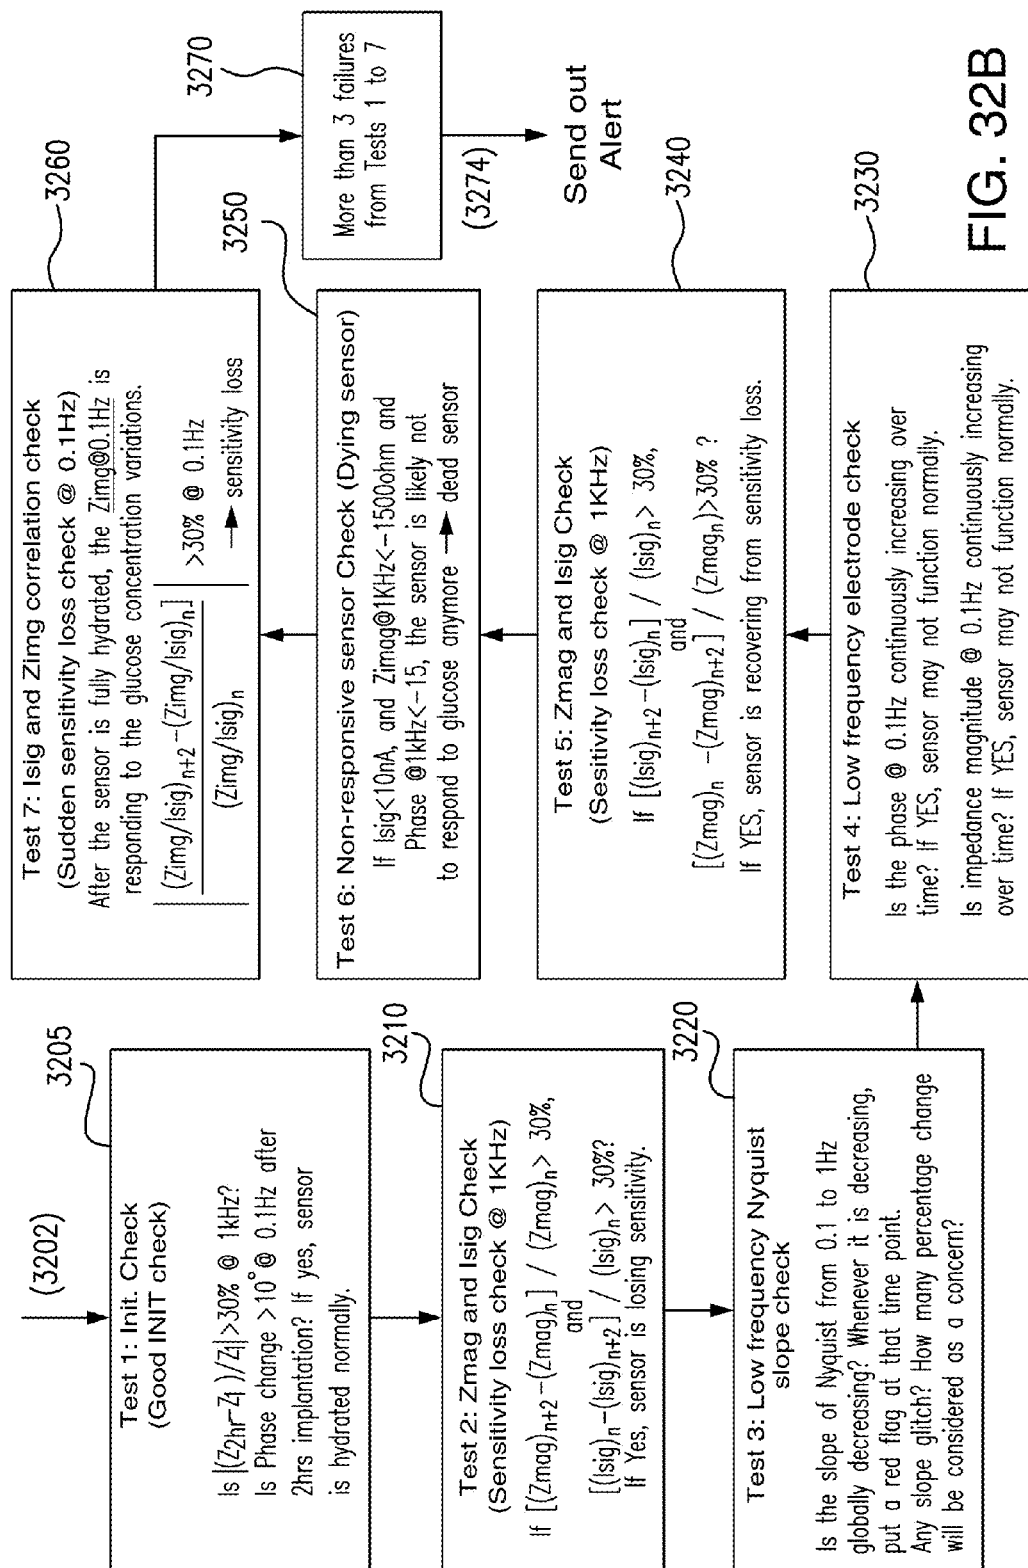 (3202)
3205
Test 1: Init. Check
(Good INIT check)
Is |(Z2hr-Z1)/Z1|>30% @ 1kHz?
Is Phase change >10° @ 0.1Hz after
2hrs implantation? If yes, sensor
is hydrated normally.
3210
Test 2: Zmag and Isig Check
(Sensitivity loss check @ 1KHz)
If [(Zmag)n+2 -(Zmag)n] / (Zmag)n> 30%,
and
[(Isig)n-(Isig)n+2] / (Isig)n> 30%?
If Yes, sensor is losing sensitivity.
3220
Test 3: Low frequency Nyquist
slope check
Is the slope of Nyquist from 0.1 to 1Hz
globally decreasing? Whenever it is decreasing,
put a red flag at that time point.
Any slope glitch? How many percentage change
will be considered as a concern?
3230
Test 4: Low frequency electrode check
Is the phase @ 0.1Hz continuously increasing over
time? If YES, sensor may not function normally.
Is impedance magnitude @ 0.1Hz continuously increasing
over time? If YES, sensor may not function normally.
3240
Test 5: Zmag and Isig Check
(Sesitivity loss check @ 1KHz)
If [(Isig)n+2-(Isig)n] / (Isig)n> 30%,
and
[(Zmag)n -(Zmag)n+2] / (Zmagn)>30% ?
If YES, sensor is recovering from sensitivity loss.
3250
Test 6: Non-responsive sensor Check (Dying sensor)
If Isig<10nA, and Zimag@1KHz<-1500ohm and
Phase @1kHz<-15, the sensor is likely not
to respond to glucose anymore → dead sensor
3260
Test 7: Isig and Zimg correlation check
(Sudden sensitivity loss check @ 0.1Hz)
After the sensor is fully hydrated, the Zimg@0.1Hz is
responding to the glucose concentration variations.
|(Zimg/Isig)n+2 -(Zimg/Isig)n]| >30% @ 0.1Hz
(Zimg/Isig)n → sensitivity loss
3270
More than 3 failures
from Tests 1 to 7
(3274)
Send out
Alert
FIG. 32B